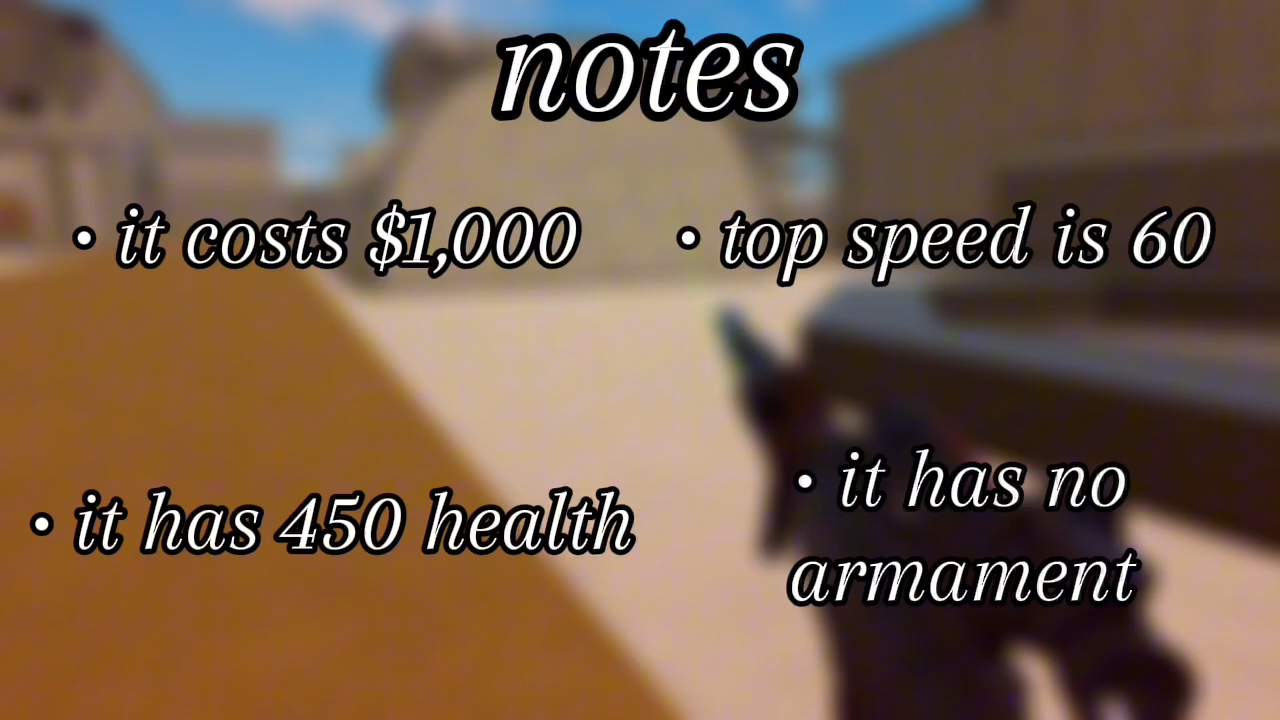 notes
• it costs $1,000
• top speed is 60
• it has 450 health
• it has no
armament